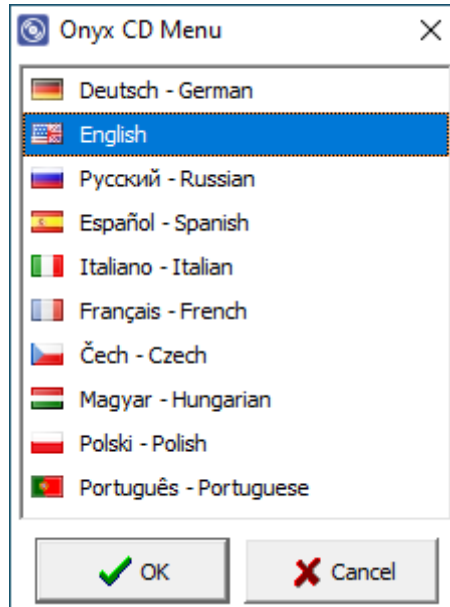 Onyx CD Menu
Deutsch - German
English
Русский - Russian
Español - Spanish
Italiano - Italian
Français - French
Čech - Czech
Magyar - Hungarian
Polski - Polish
Português - Portuguese
OK
Cancel